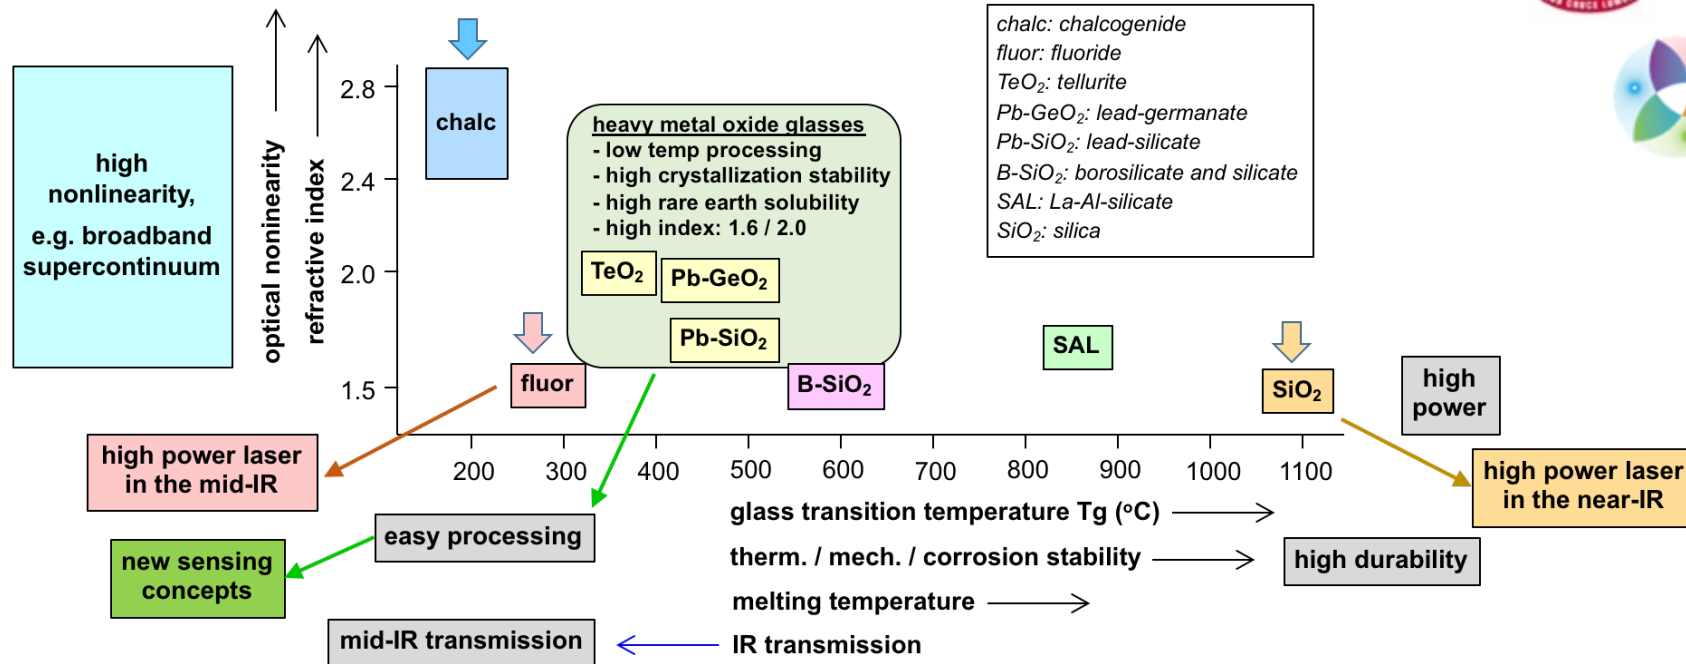 chalc: chalcogenide
fluor: fluoride
TeO₂: tellurite
Pb-GeO₂: lead-germanate
Pb-SiO₂: lead-silicate
B-SiO₂: borosilicate and silicate
SAL: La-Al-silicate
SiO₂: silica
high
nonlinearity,
e.g. broadband
supercontinuum
optical noninearity
refractive index
2.8
2.4
2.0
1.5
chalc
heavy metal oxide glasses
- low temp processing
- high crystallization stability
- high rare earth solubility
- high index: 1.6 / 2.0
TeO₂
Pb-GeO₂
Pb-SiO₂
fluor
B-SiO₂
SAL
SiO₂
high
power
200 300 400 500 600 700 800 900 1000 1100
high power laser
in the mid-IR
high power laser
in the near-IR
glass transition temperature Tg (ᵒC)
easy processing
therm. / mech. / corrosion stability
high durability
new sensing
concepts
melting temperature
mid-IR transmission
IR transmission